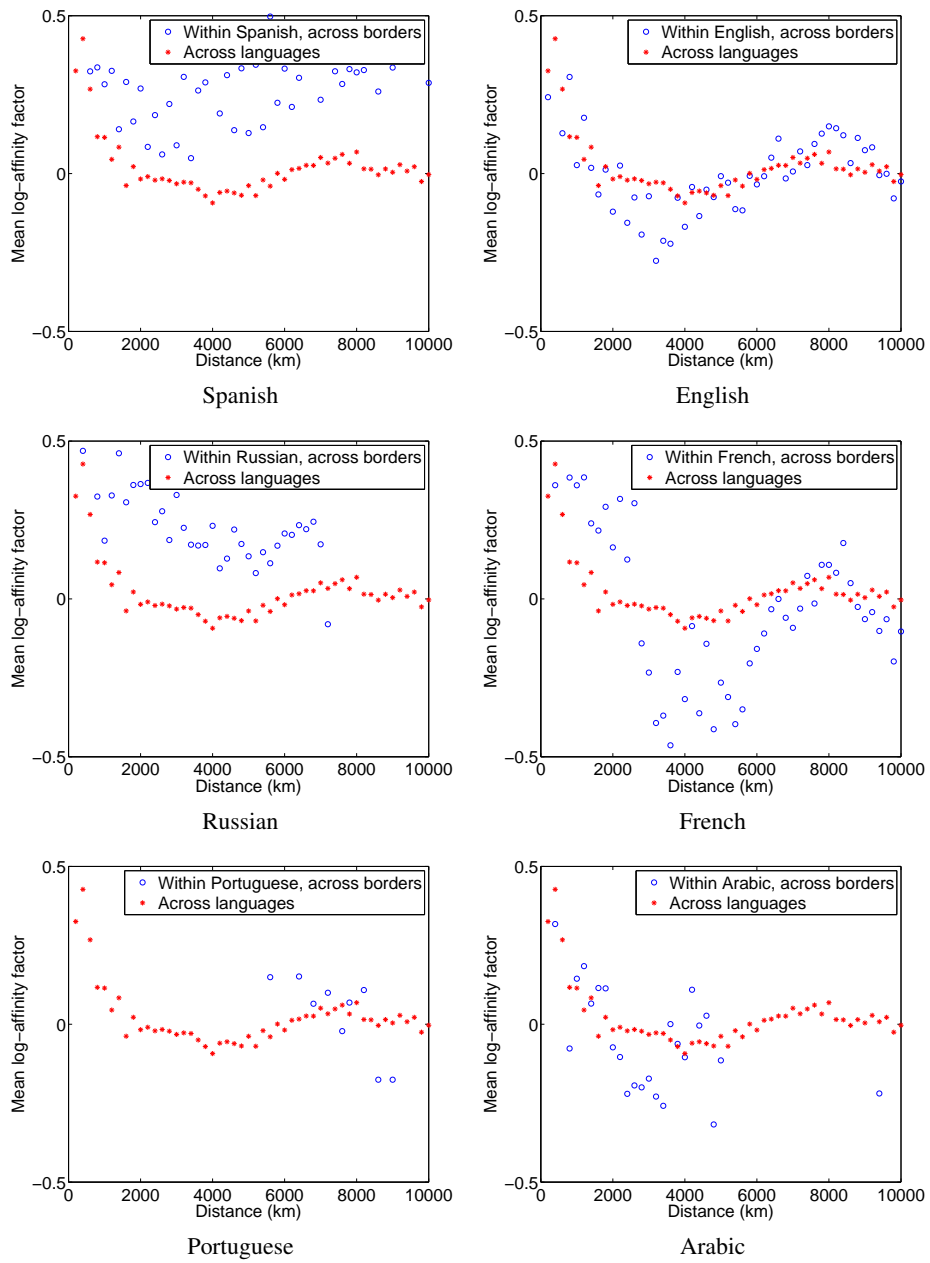 0.5
0
−0.5
Mean log−affinity factor
Within Spanish, across borders
Across languages
0 2000 4000 6000 8000 10000
Distance (km)
Spanish
0.5
0
−0.5
Mean log−affinity factor
Within English, across borders
Across languages
0 2000 4000 6000 8000 10000
Distance (km)
English
0.5
0
−0.5
Mean log−affinity factor
Within Russian, across borders
Across languages
0 2000 4000 6000 8000 10000
Distance (km)
Russian
0.5
0
−0.5
Mean log−affinity factor
Within French, across borders
Across languages
0 2000 4000 6000 8000 10000
Distance (km)
French
0.5
0
−0.5
Mean log−affinity factor
Within Portuguese, across borders
Across languages
0 2000 4000 6000 8000 10000
Distance (km)
Portuguese
0.5
0
−0.5
Mean log−affinity factor
Within Arabic, across borders
Across languages
0 2000 4000 6000 8000 10000
Distance (km)
Arabic